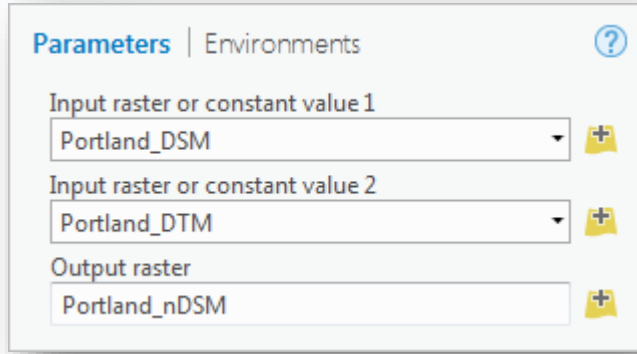 Parameters | Environments ?
Input raster or constant value 1
Portland_DSM
Input raster or constant value 2
Portland_DTM
Output raster
Portland_nDSM